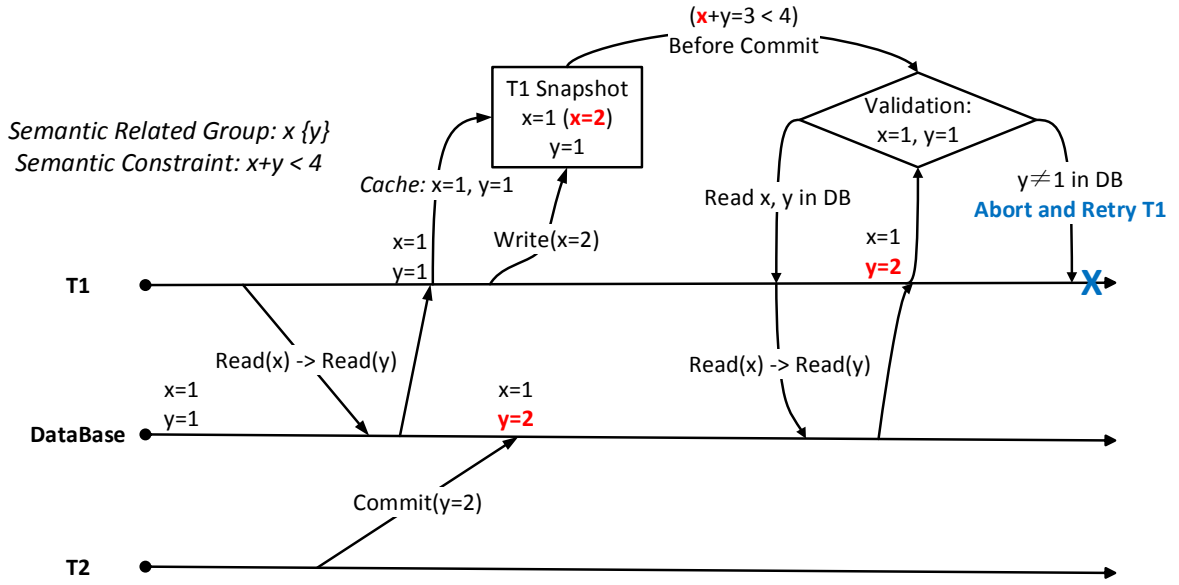 (x+y=3 < 4)
Before Commit
T1 Snapshot
x=1 (x=2)
y=1
Validation:
x=1, y=1
Semantic Related Group: x {y}
Semantic Constraint: x+y < 4
Cache: x=1, y=1
Read x, y in DB
y≠1 in DB
Abort and Retry T1
x=1
y=1
Write(x=2)
x=1
y=2
T1
X
Read(x) -> Read(y)
Read(x) -> Read(y)
x=1
y=1
x=1
y=2
DataBase
Commit(y=2)
T2